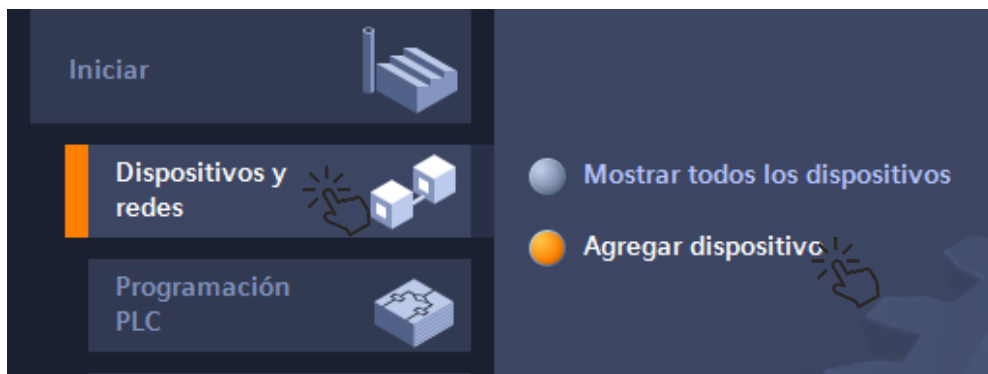 Iniciar
Dispositivos y
redes
Programación
PLC
Mostrar todos los dispositivos
Agregar dispositivo